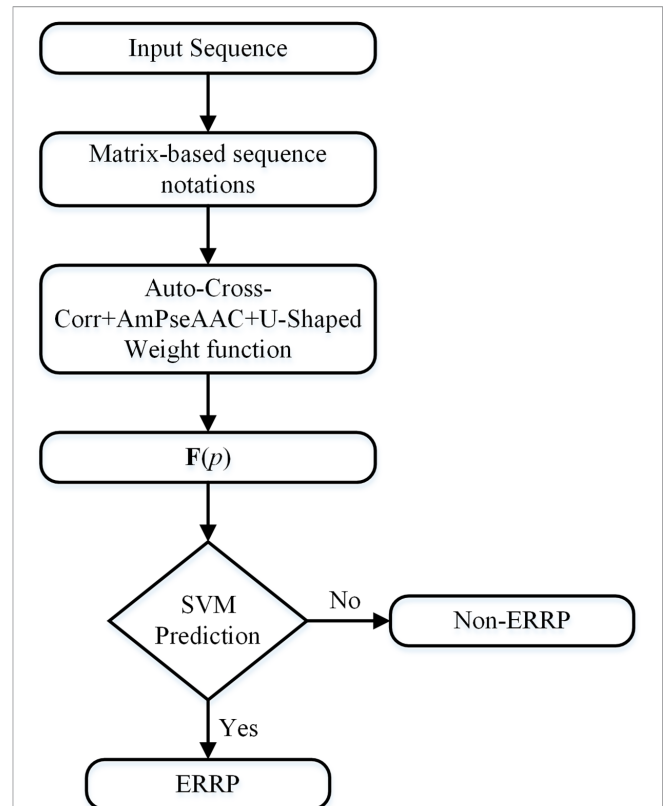 Input Sequence
Matrix-based sequence
notations
Auto-Cross-
Corr+AmPseAAC+U-Shaped
Weight function
F(p)
SVM
Prediction
No
Non-ERRP
Yes
ERRP